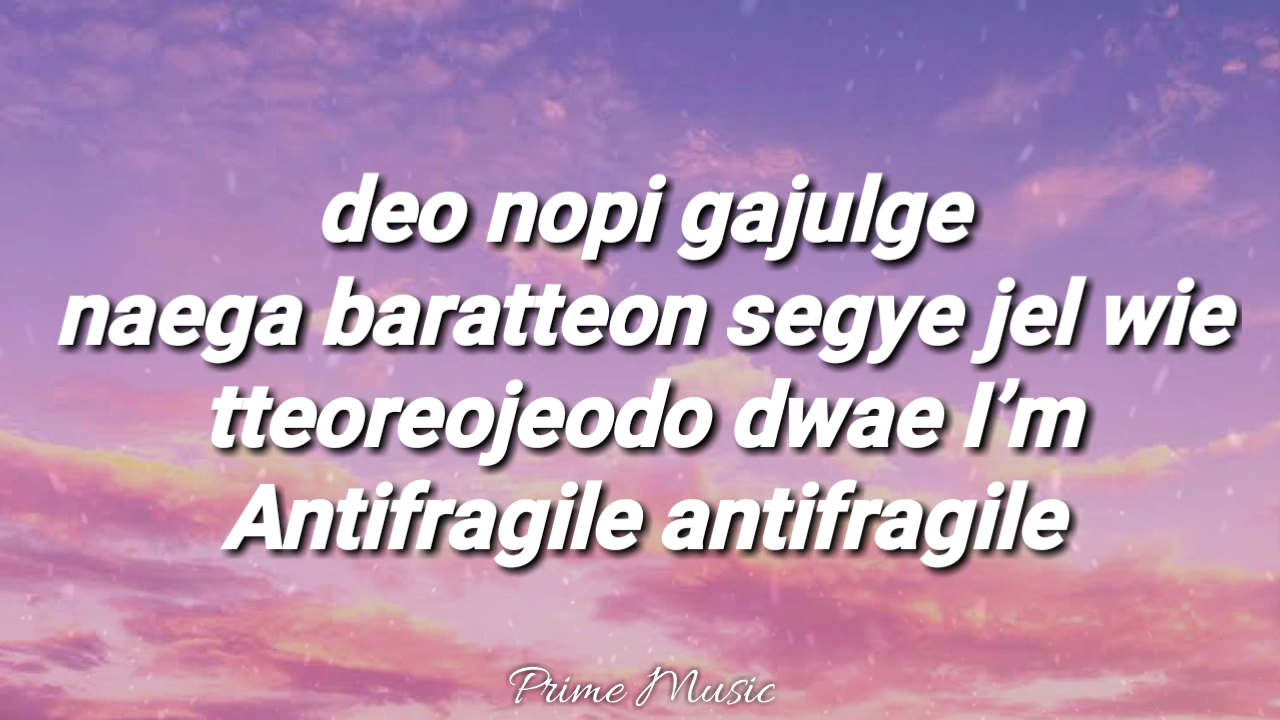 deo nopi gajulge
naega baratteon segye jel wie
tteoreojeodo dwae I’m
Antifragile antifragile
Prime Music